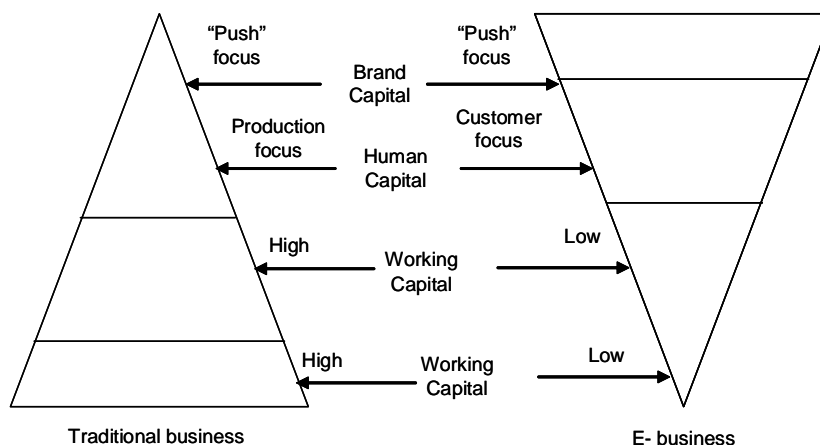 “Push”
focus
Brand
Capital
“Push”
focus
Production
focus
Human
Capital
Customer
focus
High
Working
Capital
Low
High
Working
Capital
Low
Traditional business
E- business